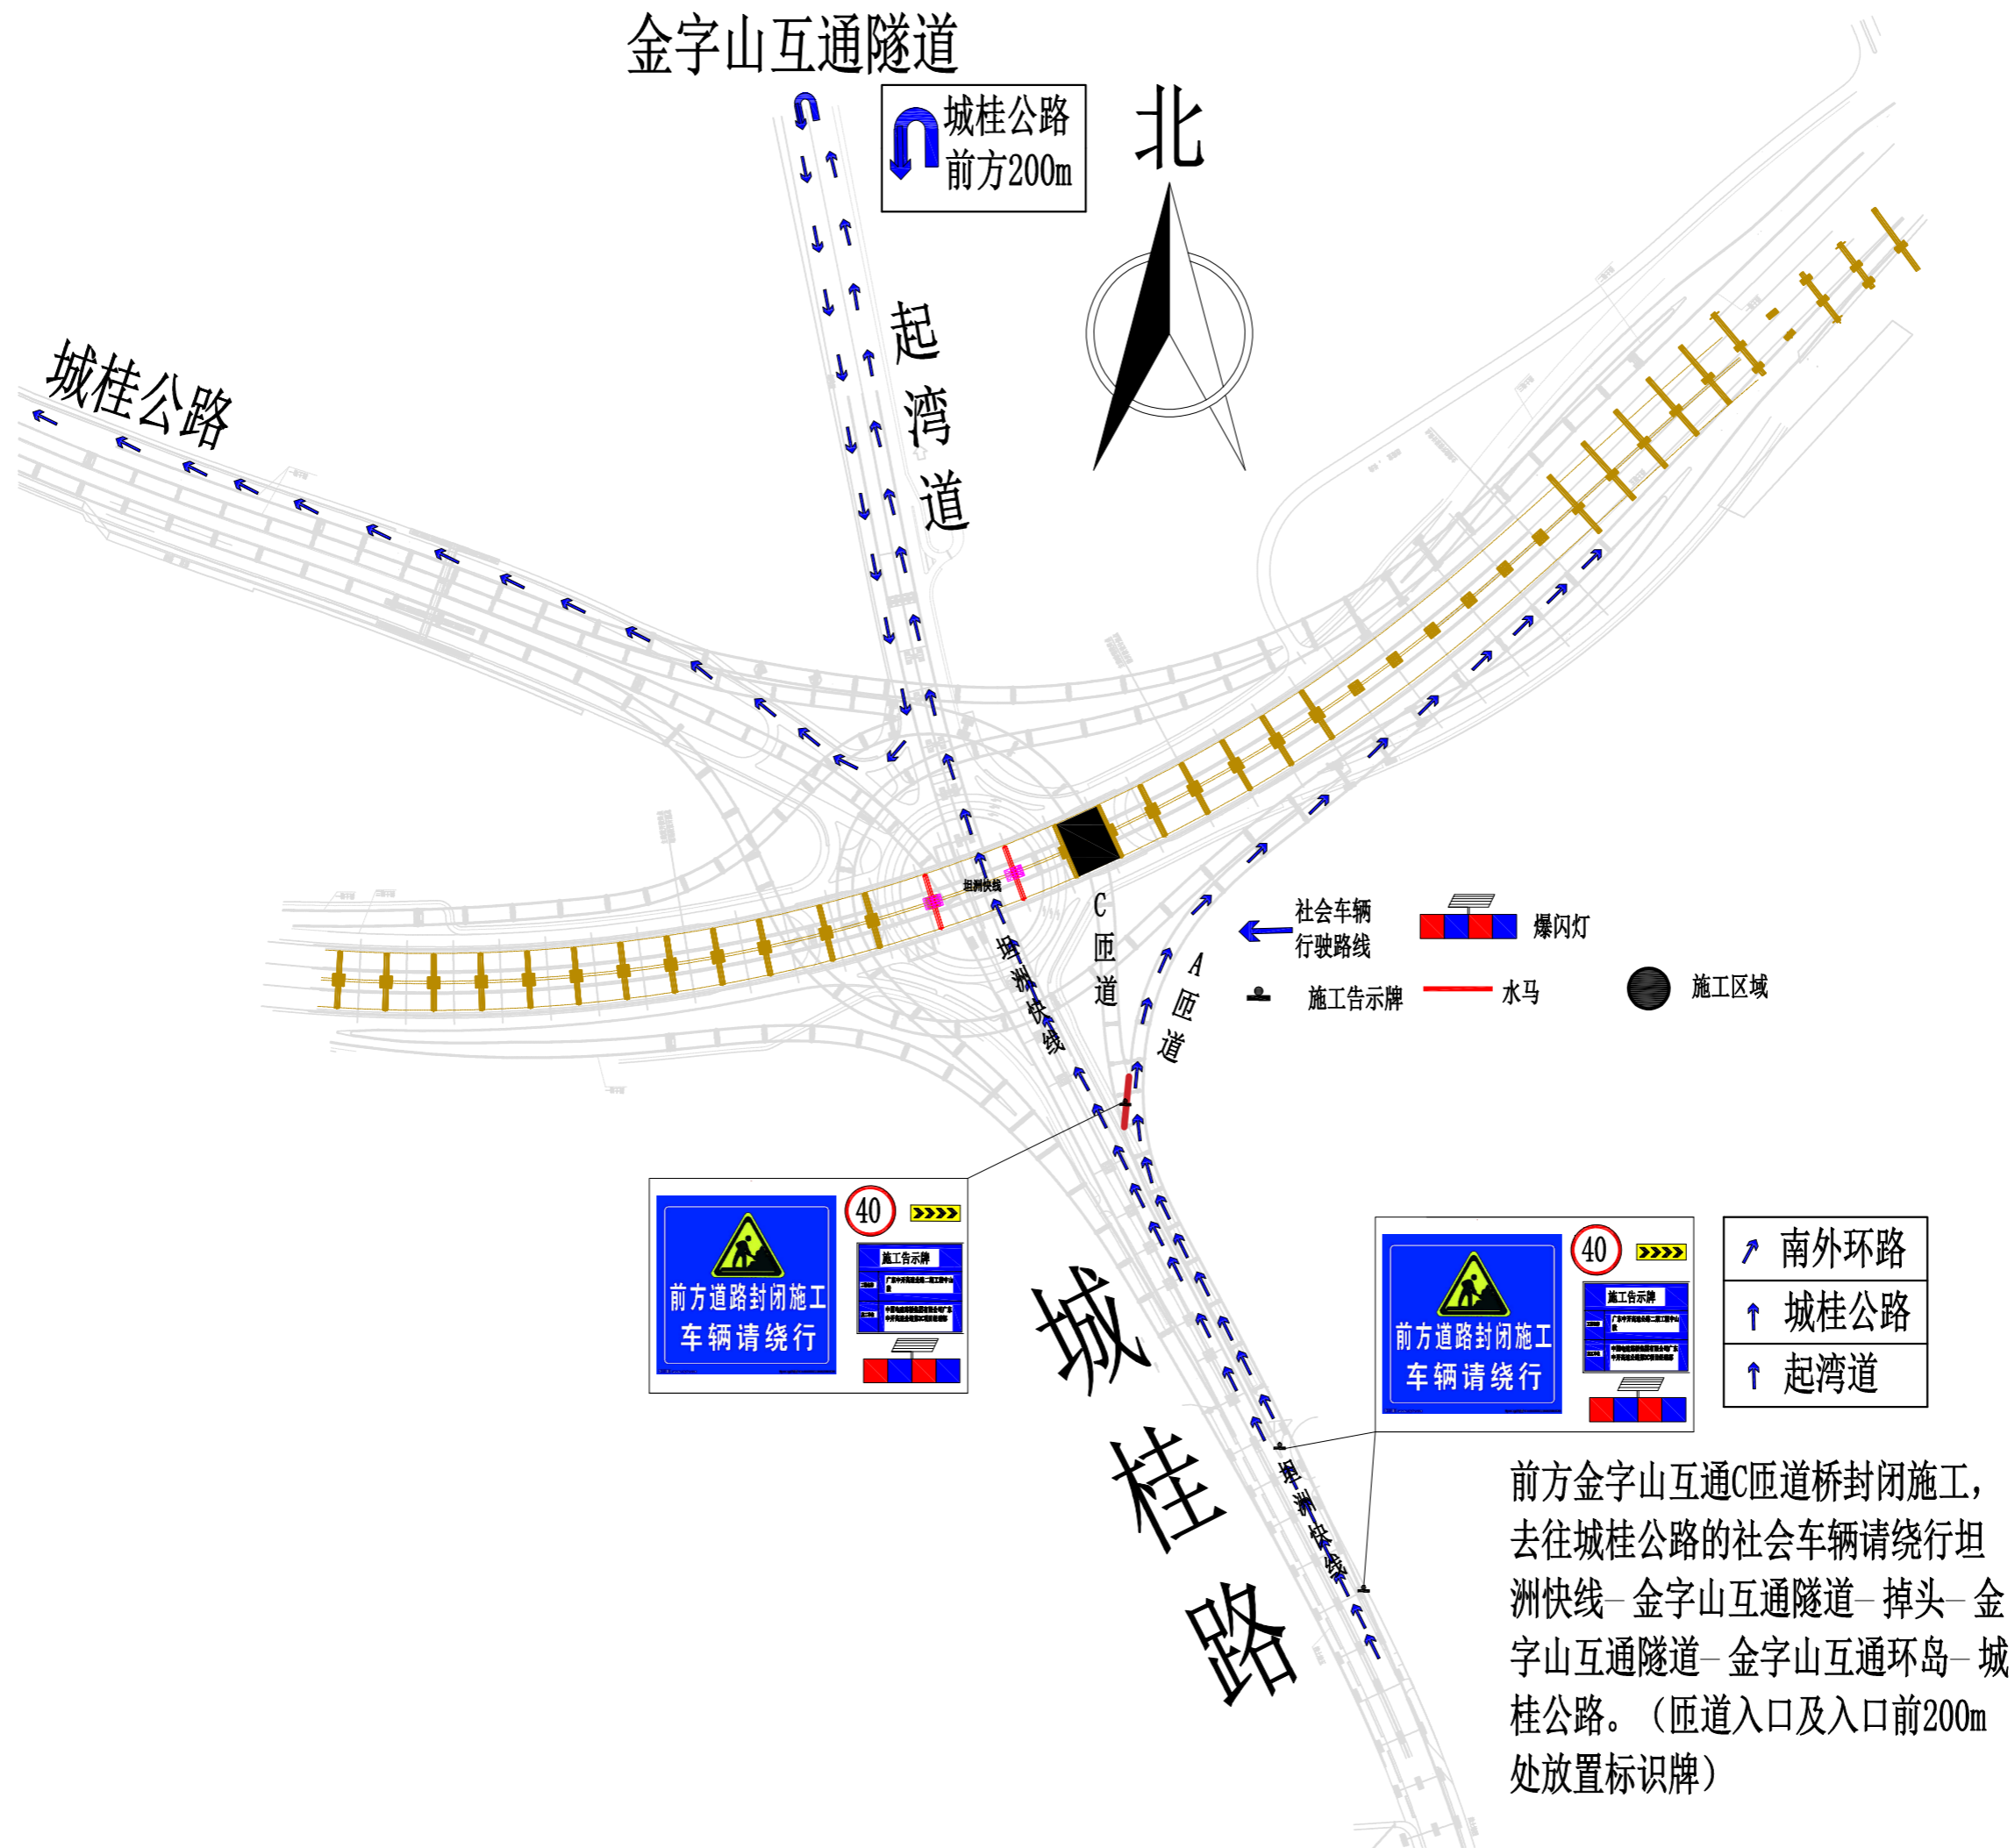 金字山互通隧道
城桂公路
前方200m
北
起湾道
城桂公路
坦洲快线
C匝道
A匝道
坦洲快线
社会车辆
行驶路线
爆闪灯
施工告示牌
水马
施工区域
40
施工告示牌
前方道路封闭施工
车辆请绕行
40
施工告示牌
前方道路封闭施工
车辆请绕行
南外环路
城桂公路
起湾道
城桂路
坦洲快线
前方金字山互通C匝道桥封闭施工，
去往城桂公路的社会车辆请绕行坦
洲快线—金字山互通隧道—掉头—金
字山互通隧道—金字山互通环岛—城
桂公路。（匝道入口及入口前200m
处放置标识牌）